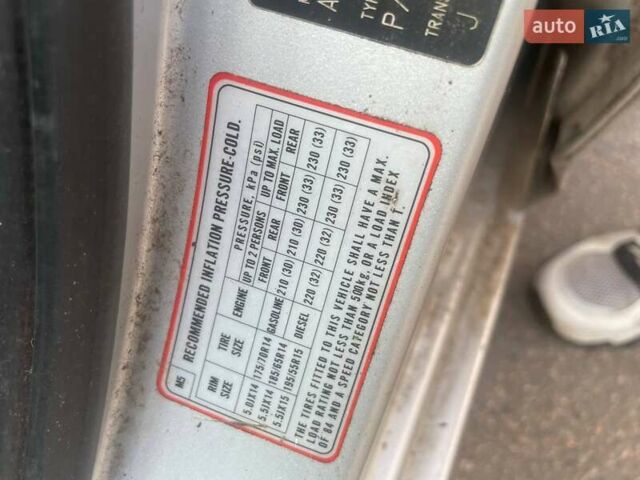 auto RIA
.com
A
TY
P/
TRANS
J
M5 RECOMMENDED INFLATION PRESSURE-COLD.
RIM SIZE TIRE SIZE ENGINE PRESSURE, kPa (psi)
UP TO 2 PERSONS UP TO MAX. LOAD
FRONT REAR FRONT REAR
5.0JX14 175/70R14 GASOLINE 210 (30) 210 (30) 230 (33) 230 (33)
5.5JX14 185/65R14
5.5JX15 195/55R15 DIESEL 220 (32) 220 (32) 230 (33) 230 (33)
THE TIRES FITTED TO THIS VEHICLE SHALL HAVE A MAX.
LOAD RATING NOT LESS THAN 500kg, OR A LOAD INDEX
OF 84 AND A SPEED CATEGORY NOT LESS THAN T.